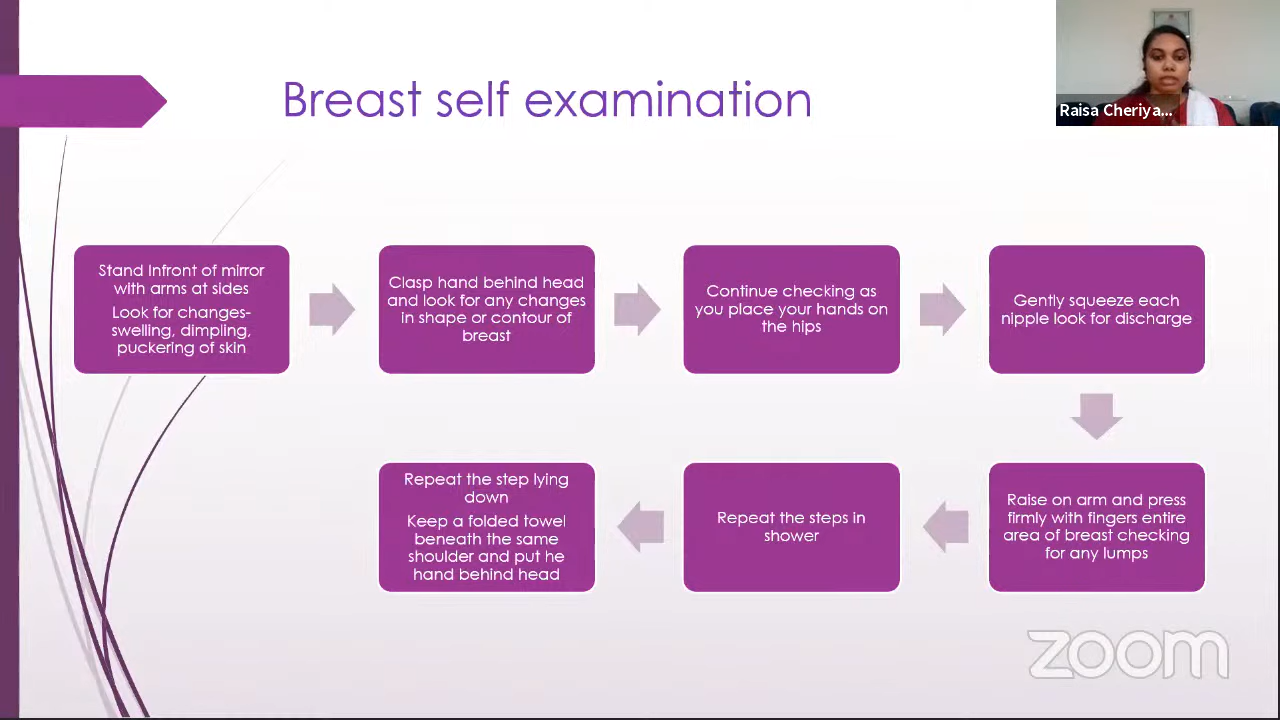 Breast self examination
Raisa Cheriya...
Stand Infront of mirror
with arms at sides
Look for changes-
swelling, dimpling,
puckering of skin
Clasp hand behind head
and look for any changes
in shape or contour of
breast
Continue checking as
you place your hands on
the hips
Gently squeeze each
nipple look for discharge
Raise on arm and press
firmly with fingers entire
area of breast checking
for any lumps
Repeat the steps in
shower
Repeat the step lying
down
Keep a folded towel
beneath the same
shoulder and put he
hand behind head
zoom